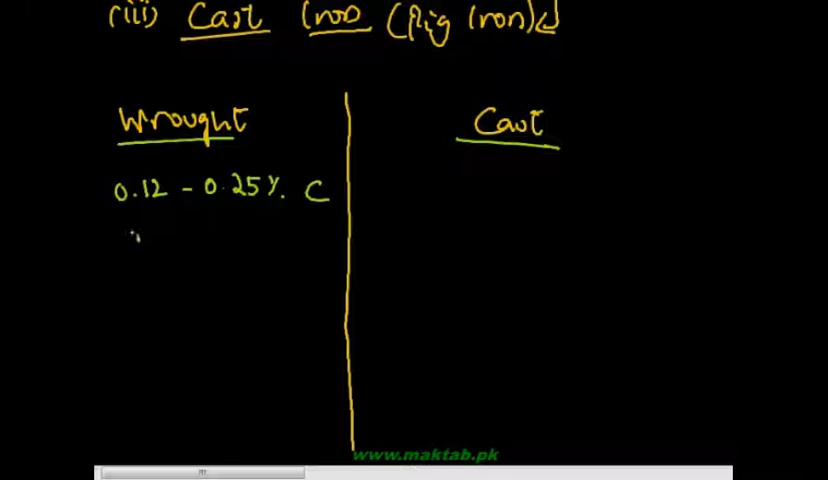 (iii) Cast Iron (Pig Iron)
Wrought
Cast
0.12 - 0.25% C
www.maktab.pk